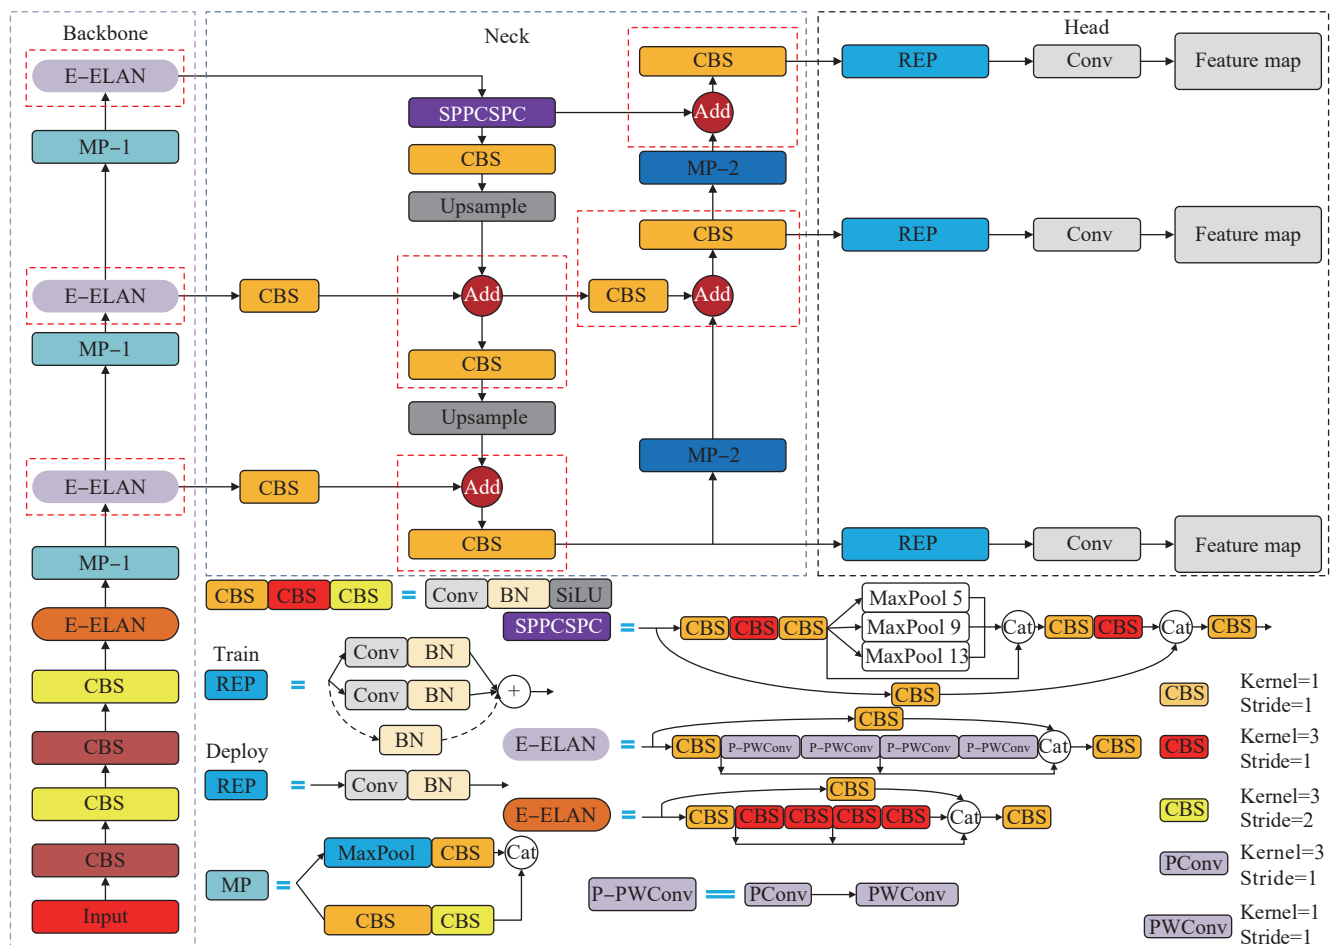 Backbone
Neck
Head
E-ELAN
MP-1
E-ELAN
MP-1
E-ELAN
MP-1
E-ELAN
CBS
CBS
CBS
CBS
Input
SPPCSPC
CBS
Upsample
CBS
Add
CBS
Upsample
CBS
Add
CBS
CBS
Add
MP-2
CBS
CBS
Add
MP-2
REP
Conv
Feature map
REP
Conv
Feature map
REP
Conv
Feature map
CBS CBS CBS = Conv BN SiLU
Train
REP = Conv BN
Conv BN
BN
+
Deploy
REP = Conv BN
MP = MaxPool CBS Cat
CBS CBS
SPPCSPC = CBS CBS CBS MaxPool 5 Cat CBS CBS Cat CBS
MaxPool 9
MaxPool 13
CBS
E-ELAN = CBS P-PWConv P-PWConv P-PWConv P-PWConv Cat CBS
CBS
E-ELAN = CBS CBS CBS CBS CBS Cat CBS
CBS
P-PWConv = PConv PWConv
CBS Kernel=1
Stride=1
CBS Kernel=3
Stride=1
CBS Kernel=3
Stride=2
PConv Kernel=3
Stride=1
PWConv Kernel=1
Stride=1